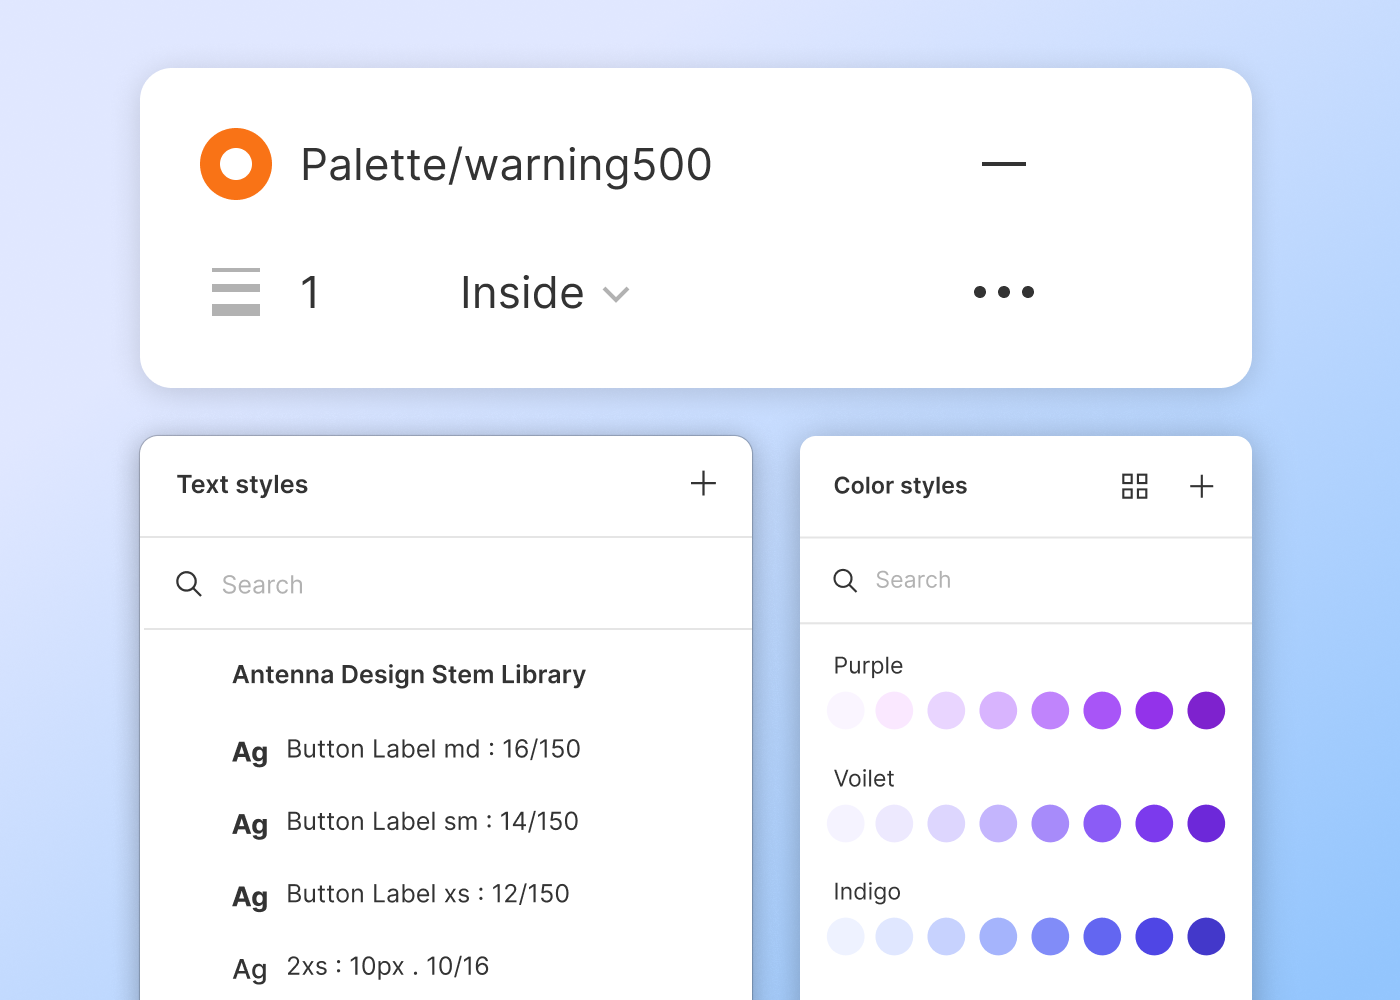 Palette/warning500
1 Inside
Text styles
Search
Antenna Design Stem Library
Ag Button Label md : 16/150
Ag Button Label sm : 14/150
Ag Button Label xs : 12/150
Ag 2xs : 10px . 10/16
Color styles
Search
Purple
Voilet
Indigo